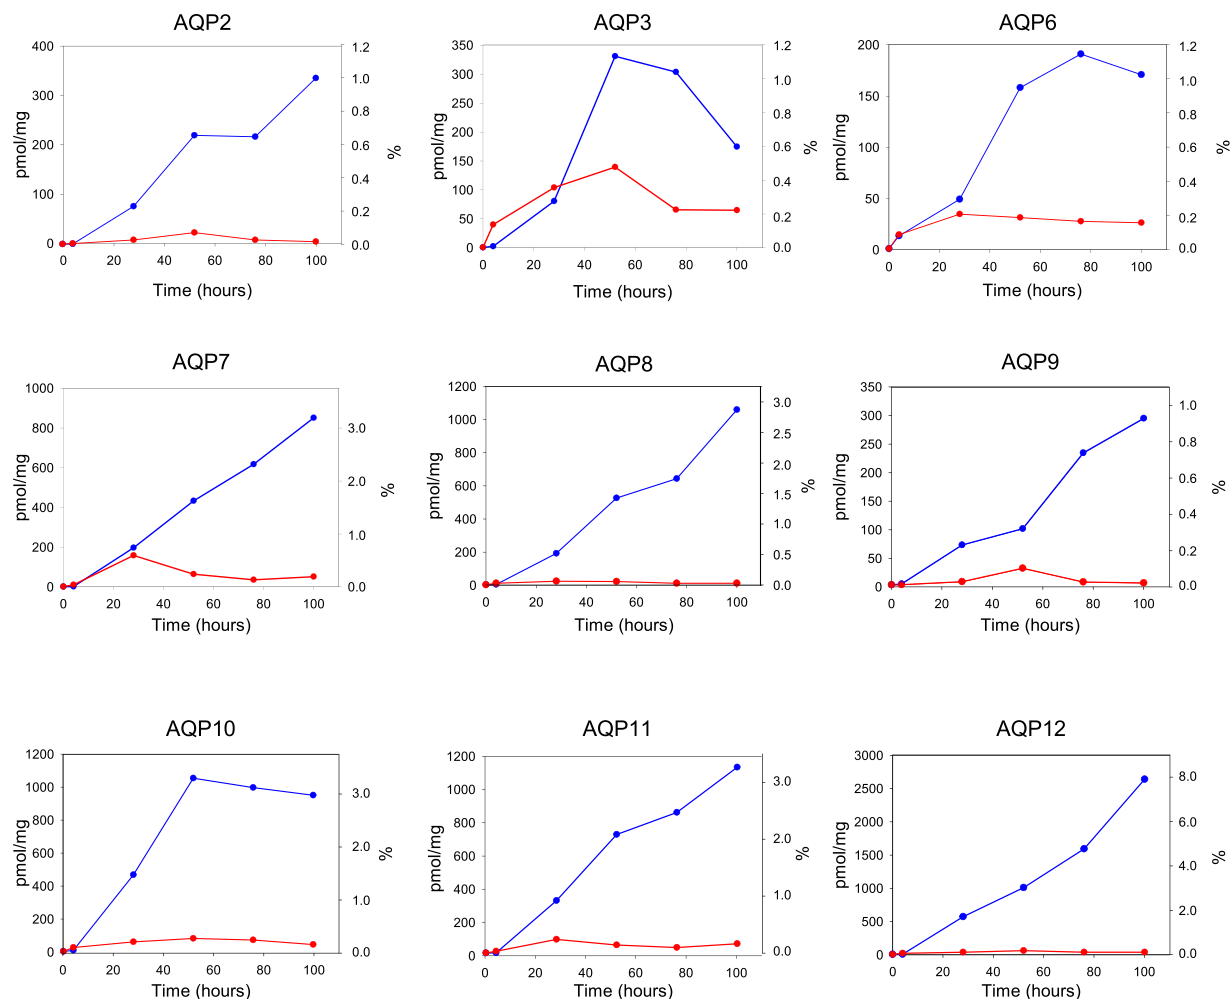 AQP2 AQP3 AQP6
400 1.2 350 1.2 200 1.2
300 1.0 300 1.0 150 1.0
0.8 250 0.8 0.8
200 0.6 200 0.6 100 0.6
150
100 0.4 100 0.4 50 0.4
0.2 50 0.2 0.2
0 0.0 0 0.0 0 0.0
pmol/mg % pmol/mg % pmol/mg %
0 20 40 60 80 100 0 20 40 60 80 100 0 20 40 60 80 100
Time (hours) Time (hours) Time (hours)
AQP7 AQP8 AQP9
1000 1200 3.0 350 1.0
800 3.0 1000 2.5 300 0.8
600 2.0 800 2.0 250 0.6
400 1.0 600 1.5 200 0.4
200 0.0 400 1.0 150 0.2
0 200 0.5 100 0.0
0 0.0 50
0
pmol/mg % pmol/mg % pmol/mg %
0 20 40 60 80 100 0 20 40 60 80 100 0 20 40 60 80 100
Time (hours) Time (hours) Time (hours)
AQP10 AQP11 AQP12
1200 1200 3000
1000 3.0 1000 3.0 2500 8.0
800 2.0 800 2.0 2000 6.0
600 600 1500 4.0
400 1.0 400 1.0 1000 2.0
200 200 500
0 0.0 0 0.0 0 0.0
pmol/mg % pmol/mg % pmol/mg %
0 20 40 60 80 100 0 20 40 60 80 100 0 20 40 60 80 100
Time (hours) Time (hours) Time (hours)